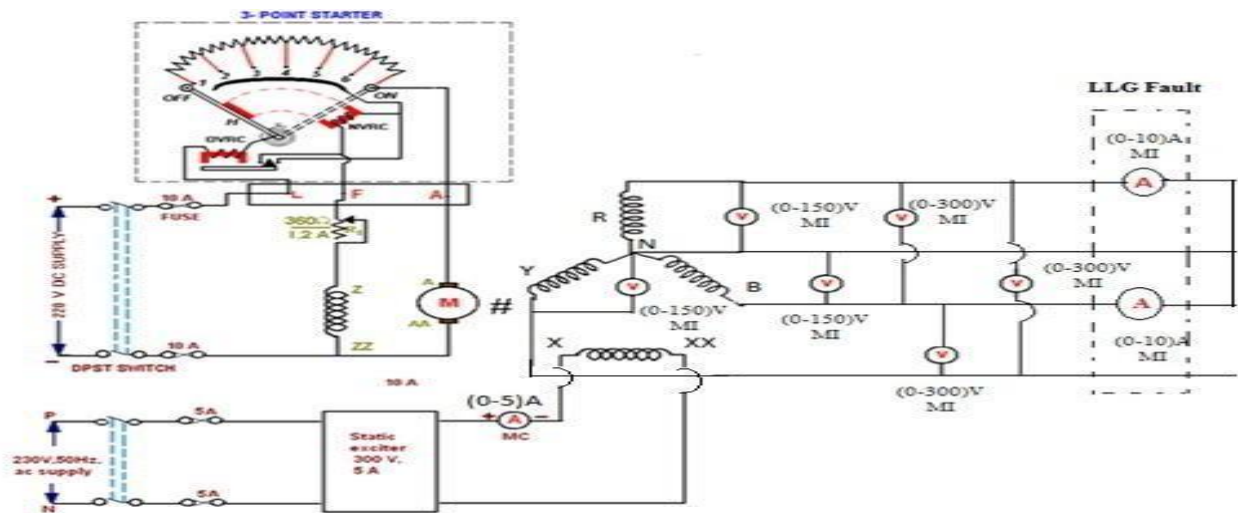 3- POINT STARTER
1
2
3
4
5
6
OFF
ON
H
NVRC
OVRC
L F A
+
10 A
FUSE
220 V DC SUPPLY
360Ω
1.2 A
Z
ZZ
A
M
AA
#
−
10 A
DPST SWITCH
10 A
P
5A
230V,50Hz,
ac supply
5A
N
Static
exciter
300 V,
5 A
(0-5)A
+ A −
MC
X
XX
R
N
Y
B
V
(0-150)V
MI
V
(0-300)V
MI
V
(0-150)V
MI
V
(0-150)V
MI
V
(0-300)V
MI
V
(0-300)V
MI
LLG Fault
(0-10)A
MI
A
A
(0-10)A
MI